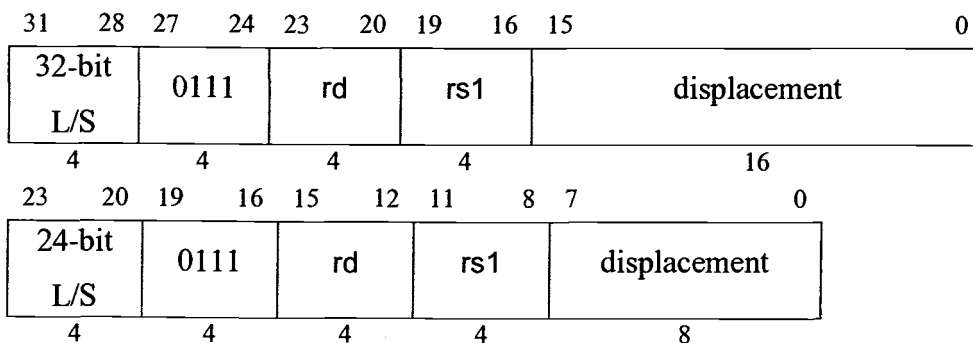 31 28 27 24 23 20 19 16 15 0
32-bit L/S 0111 rd rs1 displacement
4 4 4 4 16
23 20 19 16 15 12 11 8 7 0
24-bit L/S 0111 rd rs1 displacement
4 4 4 4 8